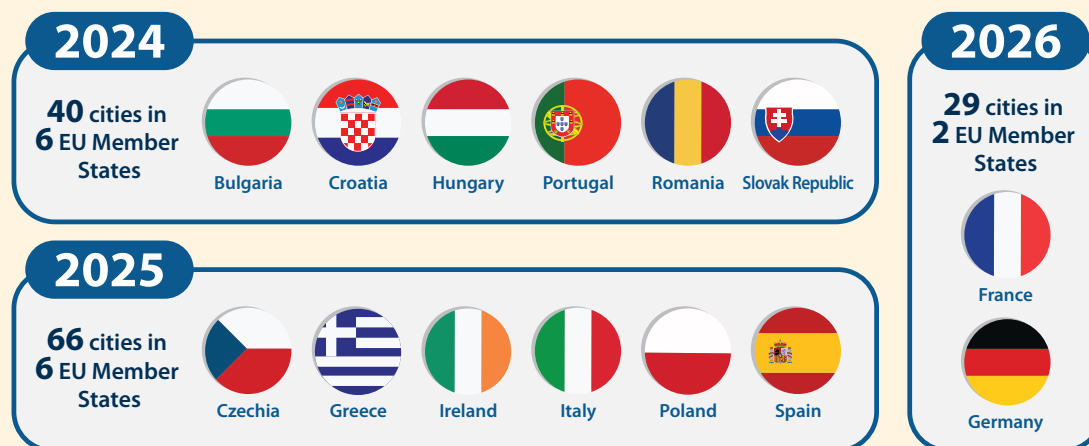 2024
40 cities in
6 EU Member
States
Bulgaria
Croatia
Hungary
Portugal
Romania
Slovak Republic
2025
66 cities in
6 EU Member
States
Czechia
Greece
Ireland
Italy
Poland
Spain
2026
29 cities in
2 EU Member
States
France
Germany